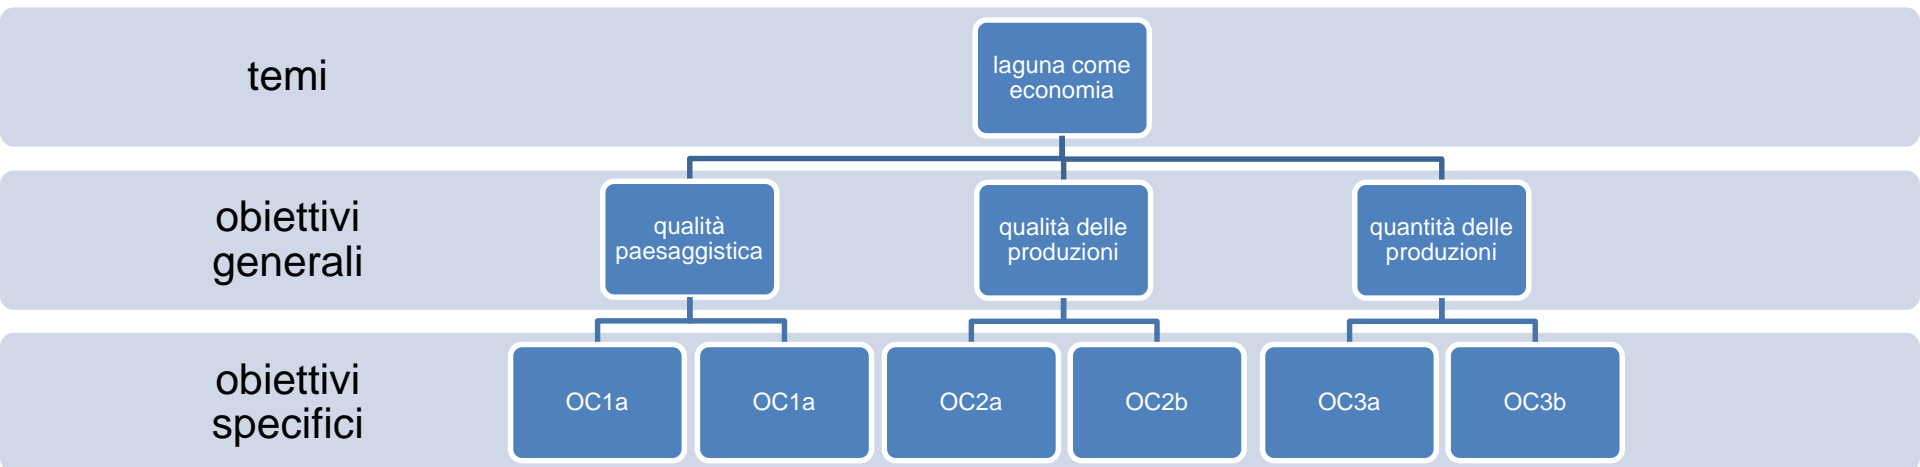 temi
laguna come
economia
obiettivi
generali
qualità
paesaggistica
qualità delle
produzioni
quantità delle
produzioni
obiettivi
specifici
OC1a
OC1a
OC2a
OC2b
OC3a
OC3b